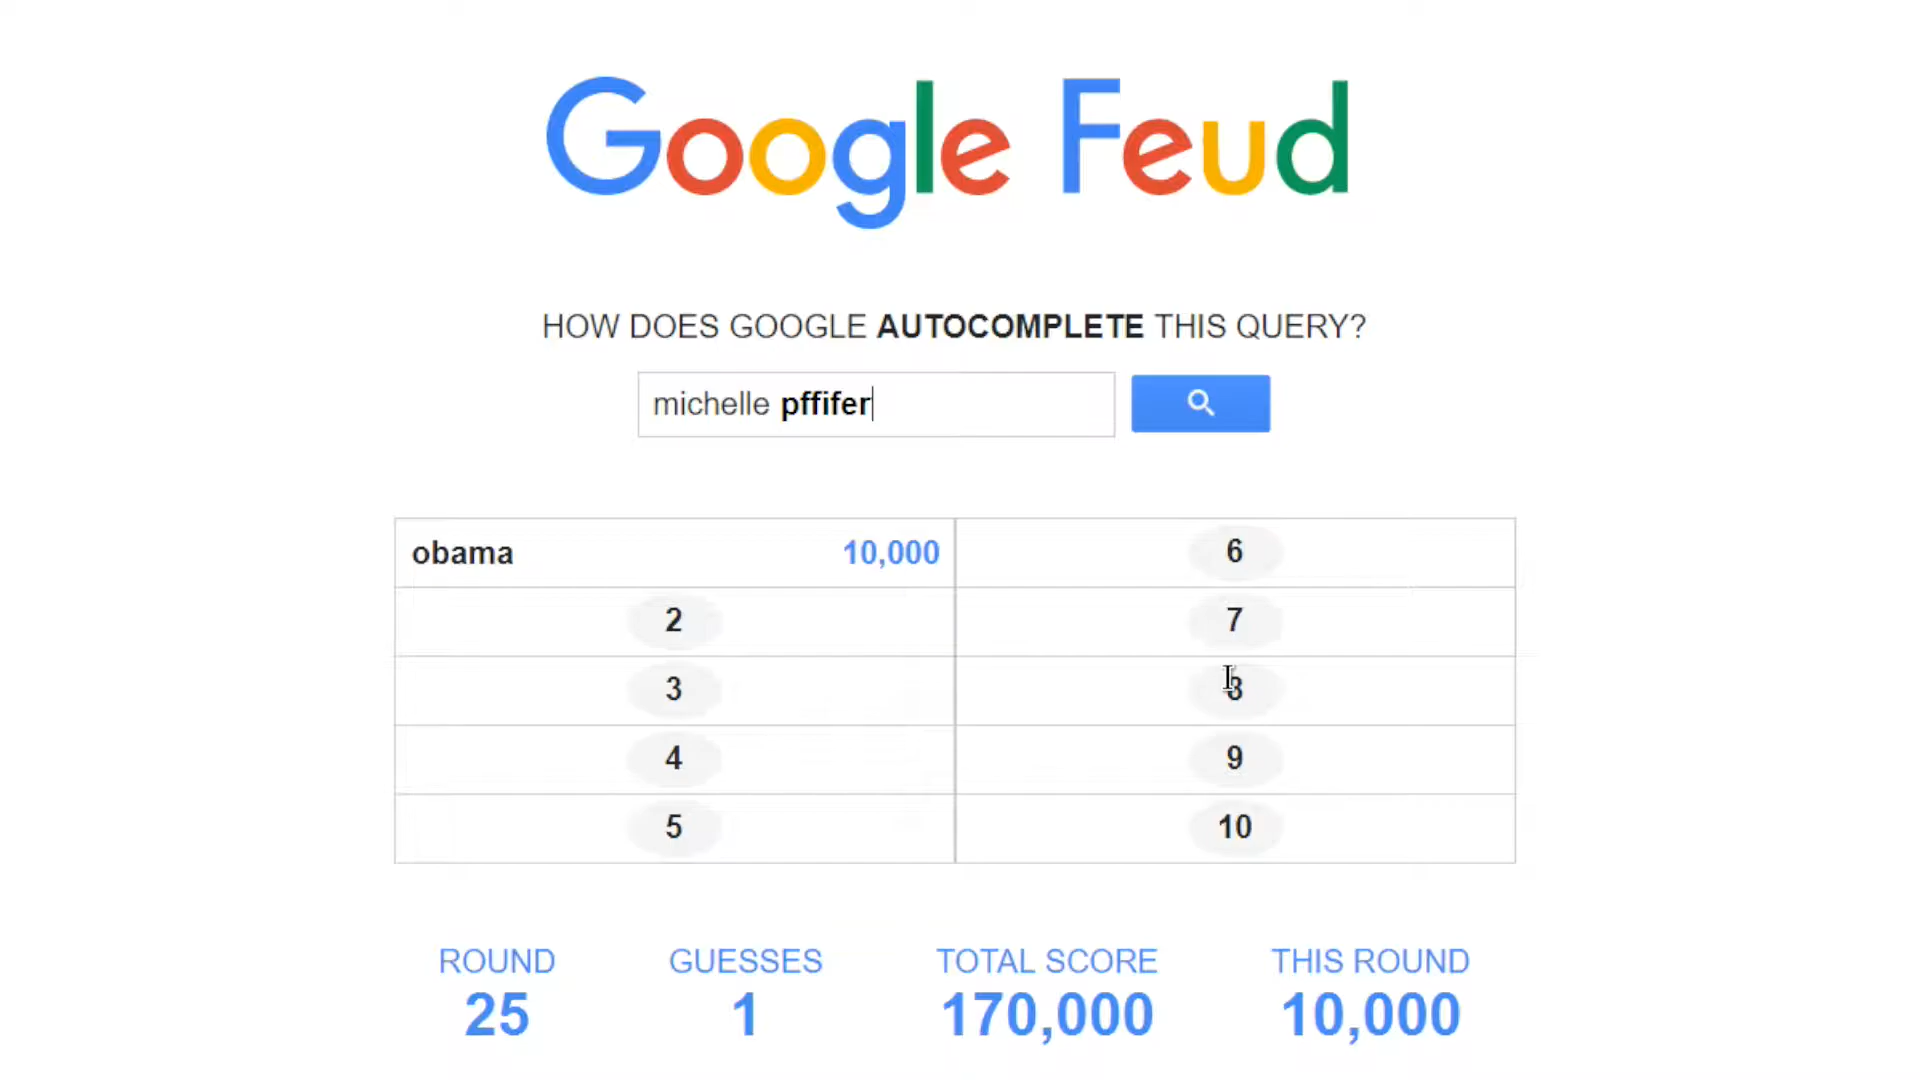 Google Feud
HOW DOES GOOGLE AUTOCOMPLETE THIS QUERY?
michelle pffifer
obama 10,000 6
2 7
3 8
4 9
5 10
ROUND GUESSES TOTAL SCORE THIS ROUND
25 1 170,000 10,000